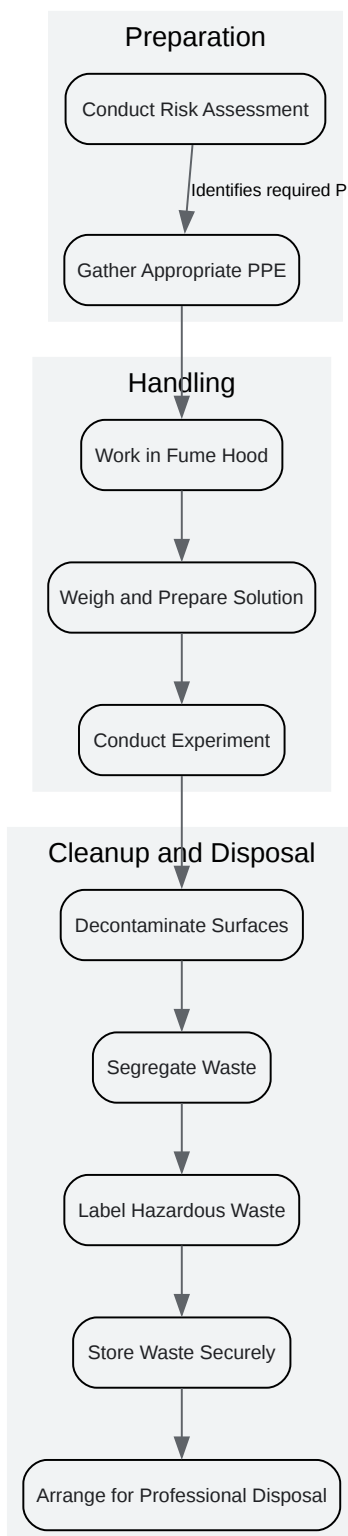 Preparation
Conduct Risk Assessment
Identifies required P
Gather Appropriate PPE
Handling
Work in Fume Hood
Weigh and Prepare Solution
Conduct Experiment
Cleanup and Disposal
Decontaminate Surfaces
Segregate Waste
Label Hazardous Waste
Store Waste Securely
Arrange for Professional Disposal